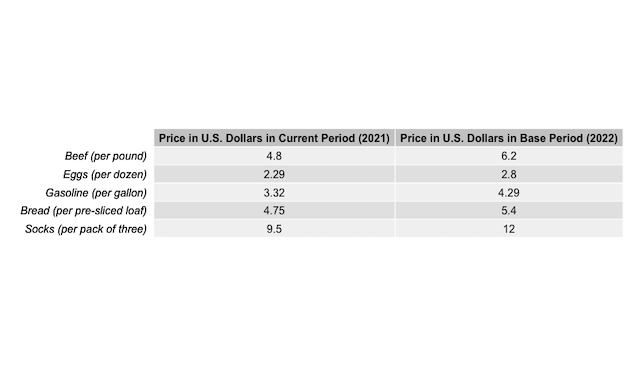 Price in U.S. Dollars in Current Period (2021) Price in U.S. Dollars in Base Period (2022)
Beef (per pound) 4.8 6.2
Eggs (per dozen) 2.29 2.8
Gasoline (per gallon) 3.32 4.29
Bread (per pre-sliced loaf) 4.75 5.4
Socks (per pack of three) 9.5 12